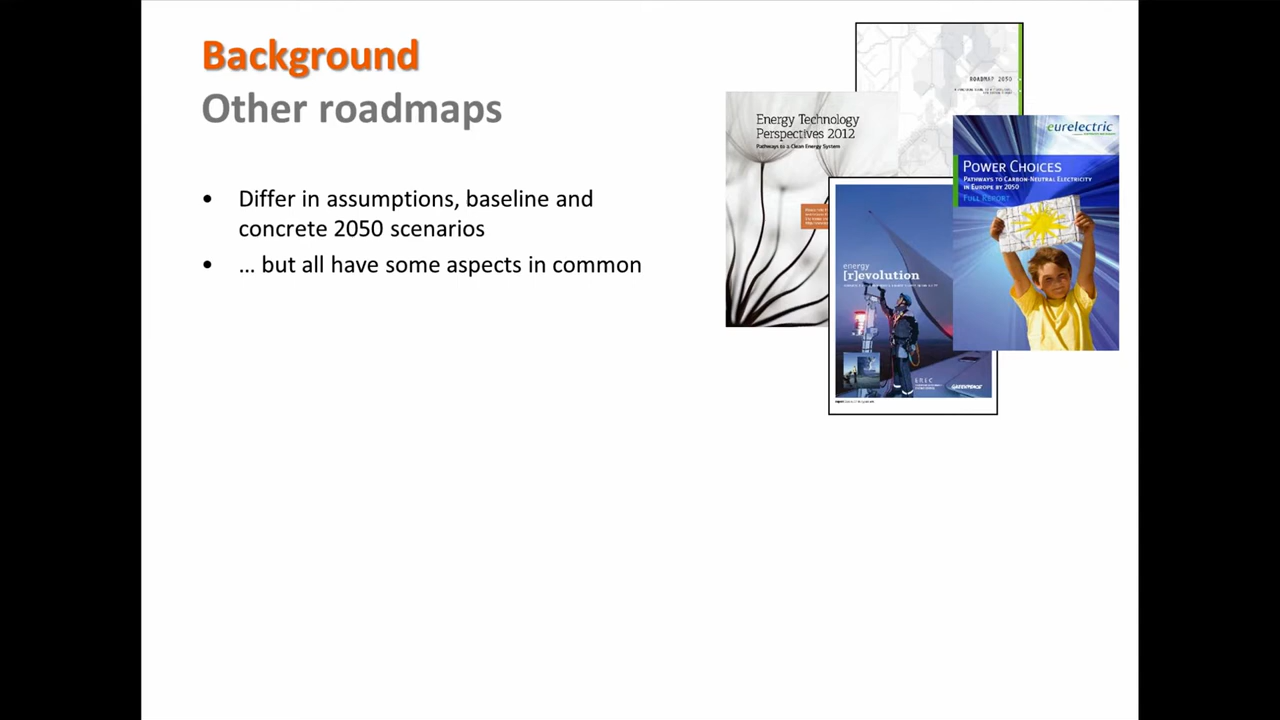 Background
Other roadmaps
• Differ in assumptions, baseline and
concrete 2050 scenarios
• … but all have some aspects in common
ROADMAP 2050
Energy Technology
Perspectives 2012
Pathways to a Clean Energy System
eurelectric
POWER CHOICES
PATHWAYS TO CARBON-NEUTRAL ELECTRICITY
IN EUROPE BY 2050
FULL REPORT
energy
[r]evolution
GREENPEACE